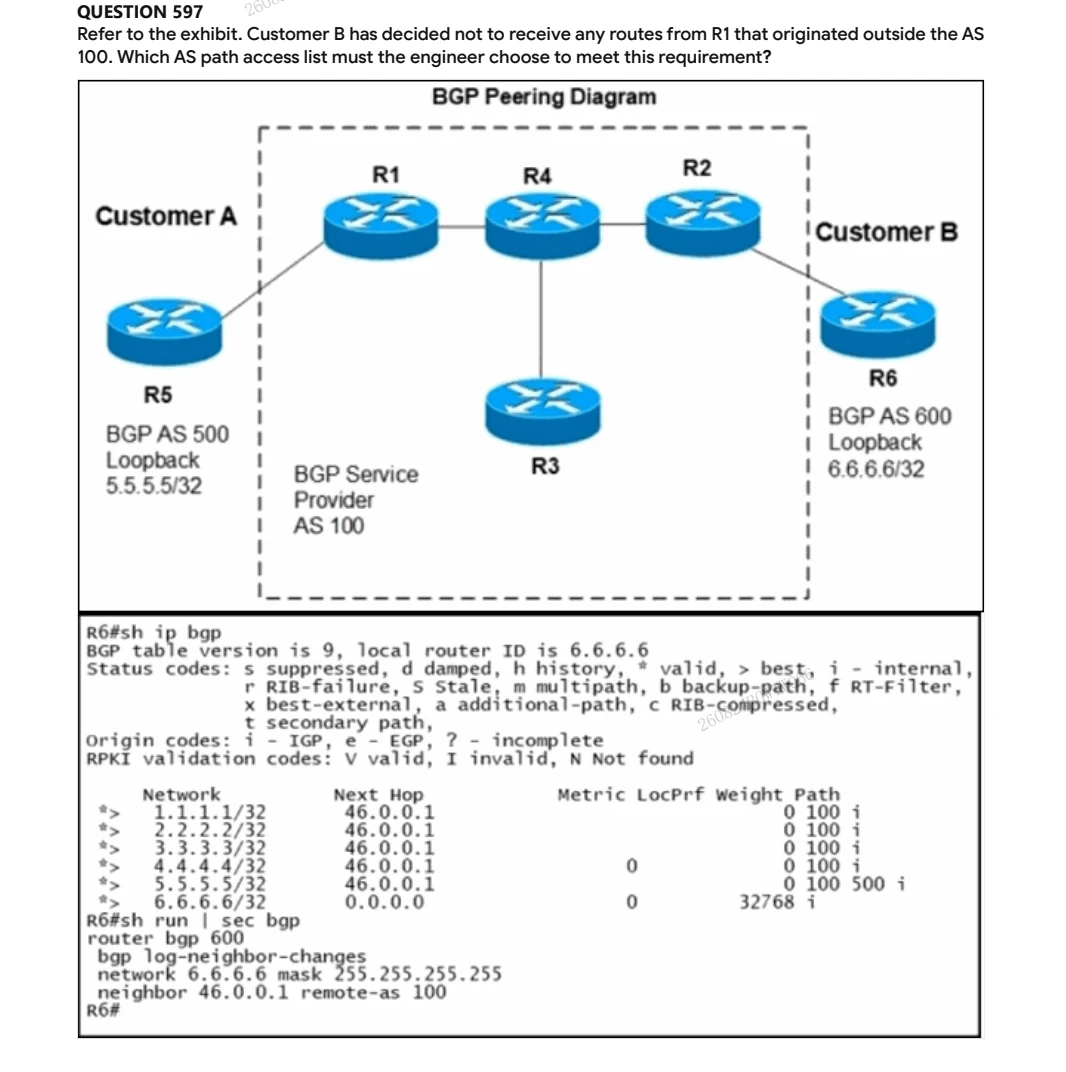 QUESTION 597
Refer to the exhibit. Customer B has decided not to receive any routes from R1 that originated outside the AS
100. Which AS path access list must the engineer choose to meet this requirement?
BGP Peering Diagram
R1
R4
R2
Customer A
Customer B
R5
BGP AS 500
Loopback
5.5.5.5/32
R6
BGP AS 600
Loopback
6.6.6.6/32
R3
BGP Service
Provider
AS 100
R6#sh ip bgp
BGP table version is 9, local router ID is 6.6.6.6
Status codes: s suppressed, d damped, h history, * valid, > best, i - internal,
r RIB-failure, S Stale, m multipath, b backup-path, f RT-Filter,
x best-external, a additional-path, c RIB-compressed,
t secondary path,
Origin codes: i - IGP, e - EGP, ? - incomplete
RPKI validation codes: V valid, I invalid, N Not found
Network Next Hop Metric LocPrf Weight Path
*> 1.1.1.1/32 46.0.0.1 0 100 i
*> 2.2.2.2/32 46.0.0.1 0 100 i
*> 3.3.3.3/32 46.0.0.1 0 100 i
*> 4.4.4.4/32 46.0.0.1 0 0 100 i
*> 5.5.5.5/32 46.0.0.1 0 100 500 i
*> 6.6.6.6/32 0.0.0.0 0 32768 i
R6#sh run | sec bgp
router bgp 600
bgp log-neighbor-changes
network 6.6.6.6 mask 255.255.255.255
neighbor 46.0.0.1 remote-as 100
R6#